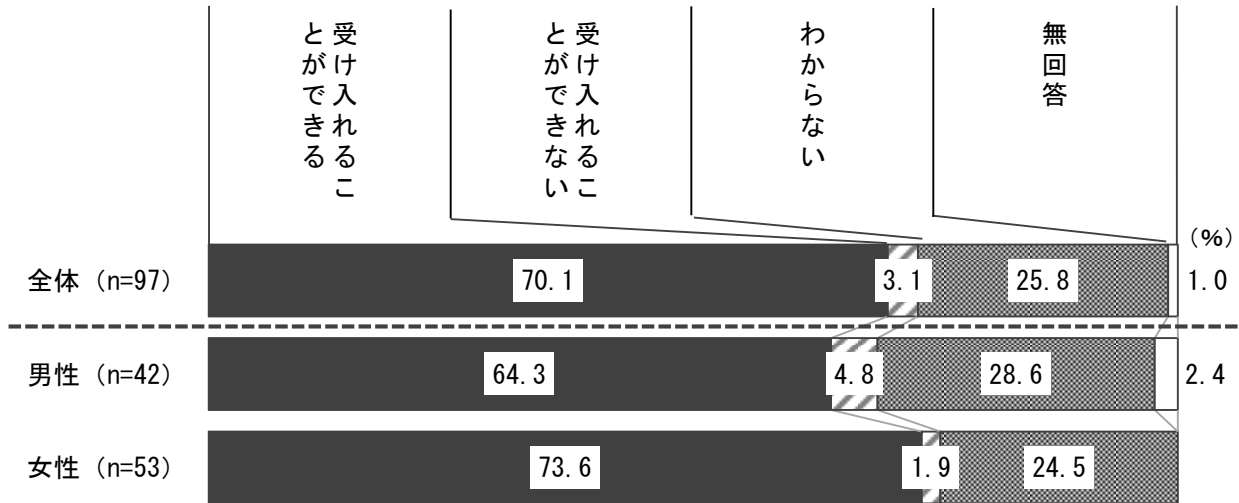 受け入れるこ
とができる
受け入れるこ
とができない
わからない
無回答
(%)
全体 (n=97)
70.1
3.1
25.8
1.0
男性 (n=42)
64.3
4.8
28.6
2.4
女性 (n=53)
73.6
1.9
24.5